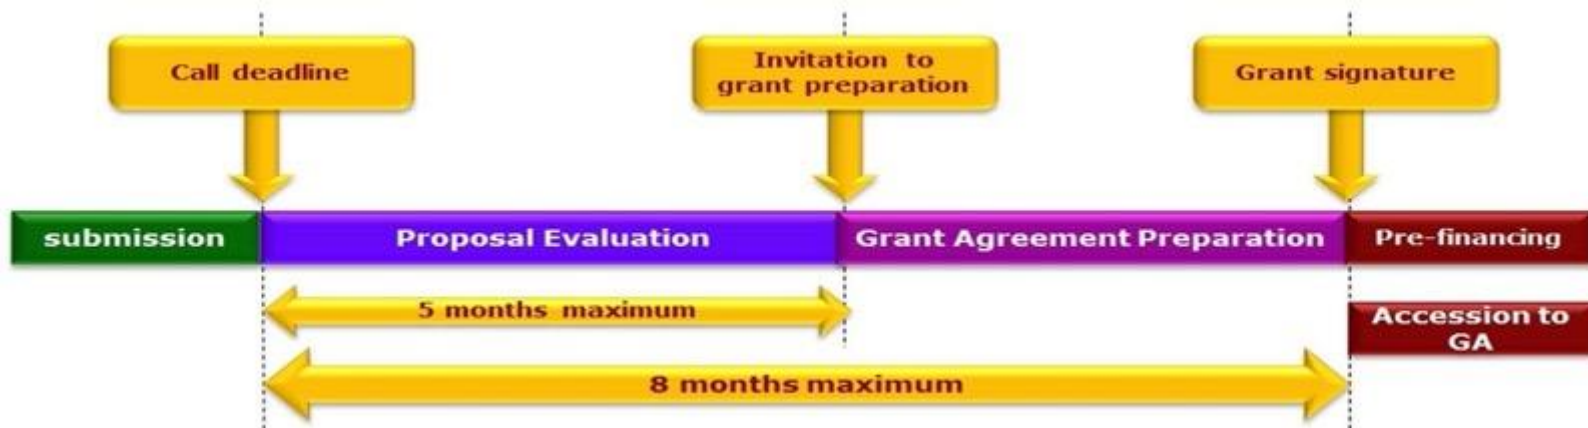 Call deadline
Invitation to
grant preparation
Grant signature
submission
Proposal Evaluation
Grant Agreement Preparation
Pre-financing
5 months maximum
Accession to
GA
8 months maximum